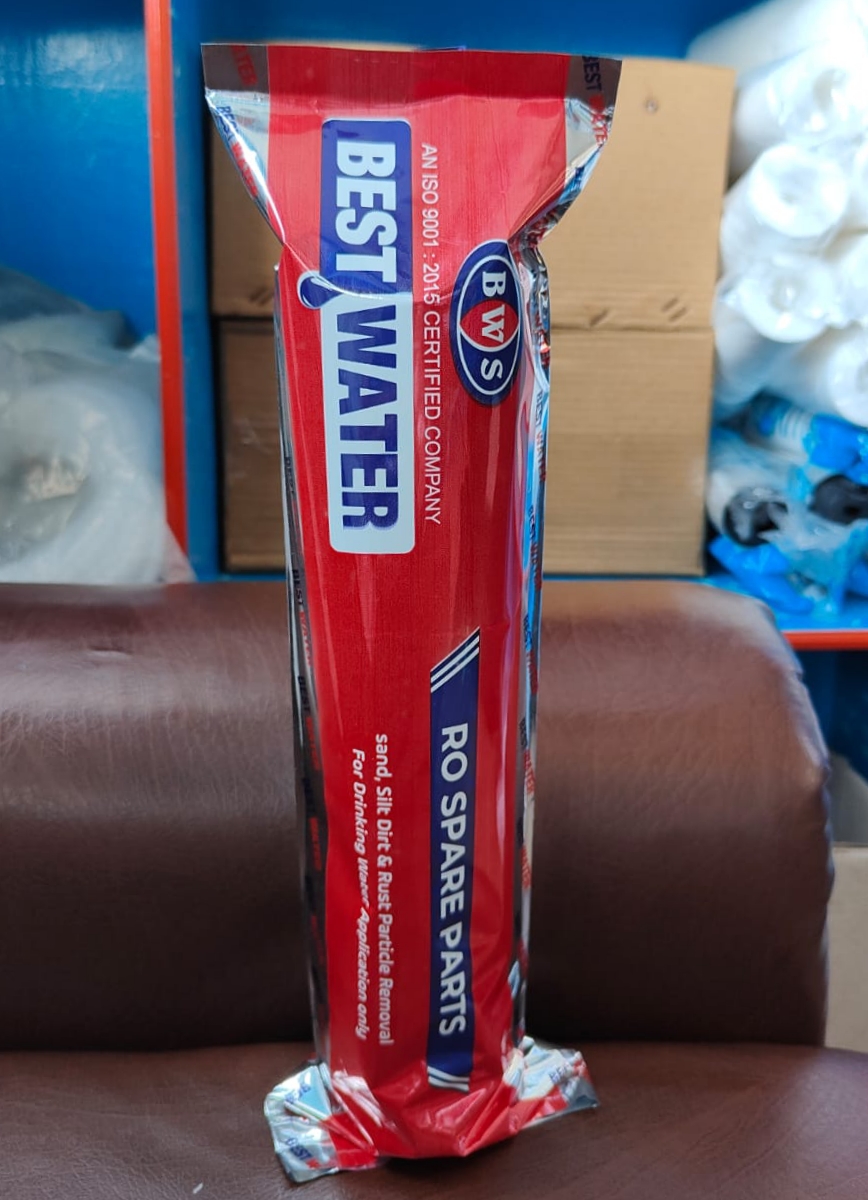 BWS
AN ISO 9001 : 2015 CERTIFIED COMPANY
BEST WATER
RO SPARE PARTS
sand, Silt Dirt & Rust Particle Removal
For Drinking Water Application only